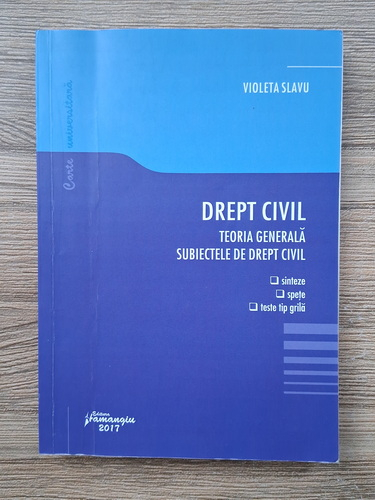 VIOLETA SLAVU
Carte universitară
DREPT CIVIL
TEORIA GENERALĂ
SUBIECTELE DE DREPT CIVIL
❑ sinteze
❑ spețe
❑ teste tip grilă
Editura
Hamangiu
2017